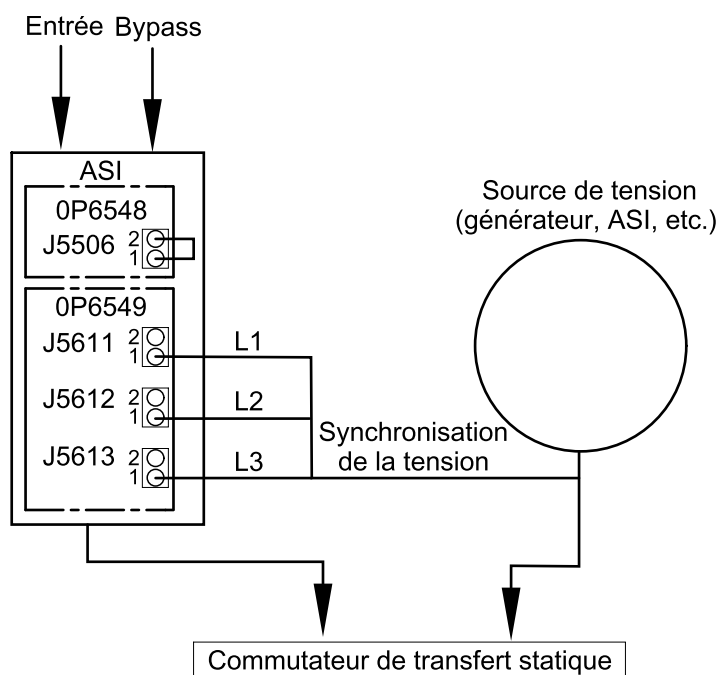 Entrée Bypass
ASI
0P6548
J5506 2
1
0P6549
J5611 2
1
J5612 2
1
J5613 2
1
L1
L2
L3
Synchronisation
de la tension
Source de tension
(générateur, ASI, etc.)
Commutateur de transfert statique